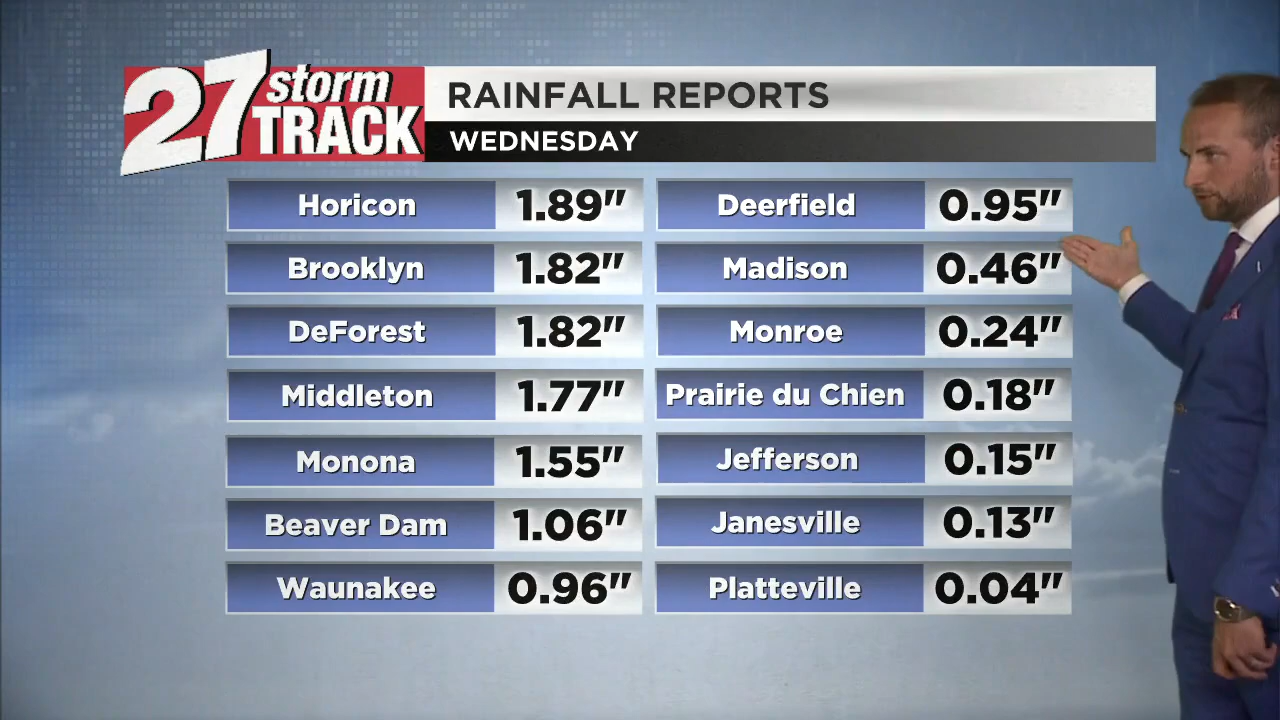 27 storm TRACK
RAINFALL REPORTS
WEDNESDAY
Horicon 1.89"
Brooklyn 1.82"
DeForest 1.82"
Middleton 1.77"
Monona 1.55"
Beaver Dam 1.06"
Waunakee 0.96"
Deerfield 0.95"
Madison 0.46"
Monroe 0.24"
Prairie du Chien 0.18"
Jefferson 0.15"
Janesville 0.13"
Platteville 0.04"